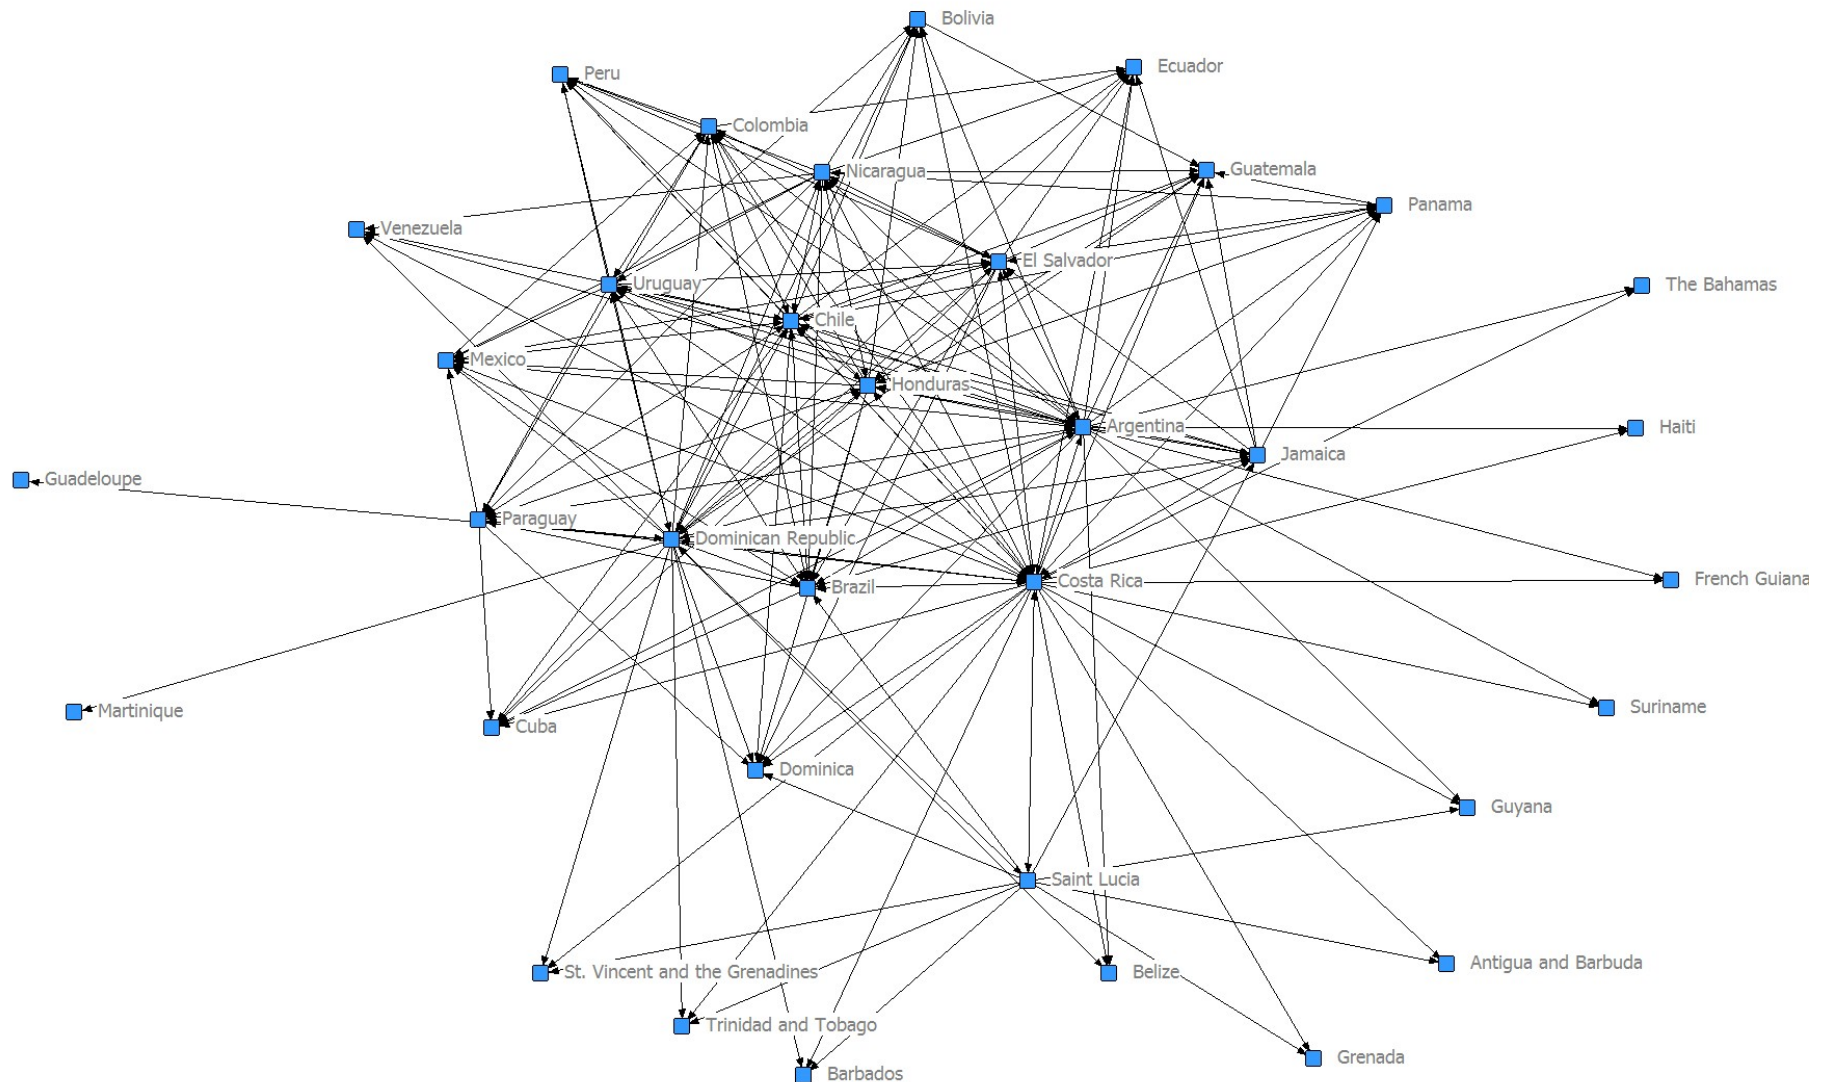 Bolivia
Ecuador
Peru
Colombia
Nicaragua
Guatemala
Panama
Venezuela
El Salvador
Uruguay
The Bahamas
Chile
Mexico
Honduras
Argentina
Haiti
Jamaica
Guadeloupe
Paraguay
Dominican Republic
Brazil
Costa Rica
French Guiana
Suriname
Martinique
Cuba
Dominica
Guyana
Saint Lucia
Antigua and Barbuda
St. Vincent and the Grenadines
Belize
Trinidad and Tobago
Grenada
Barbados